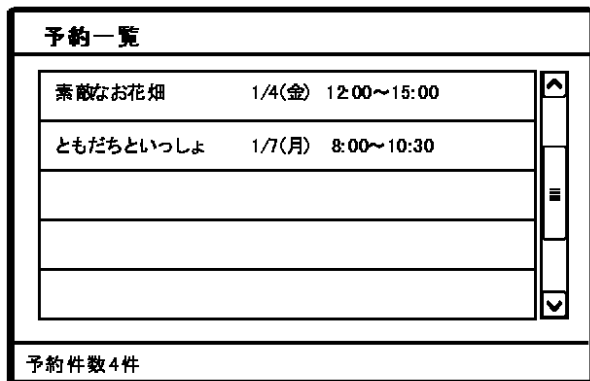 予約一覧
素敵なお花畑 1/4(金) 12:00～15:00
ともだちといっしょ 1/7(月) 8:00～10:30
予約件数4件